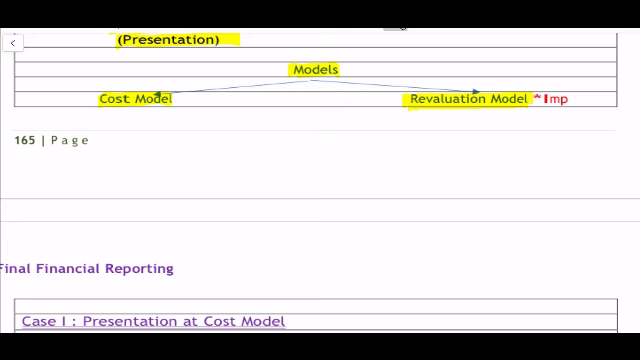 (Presentation)
Models
Cost Model
Revaluation Model ~Imp
165 | Page
Final Financial Reporting
Case I : Presentation at Cost Model